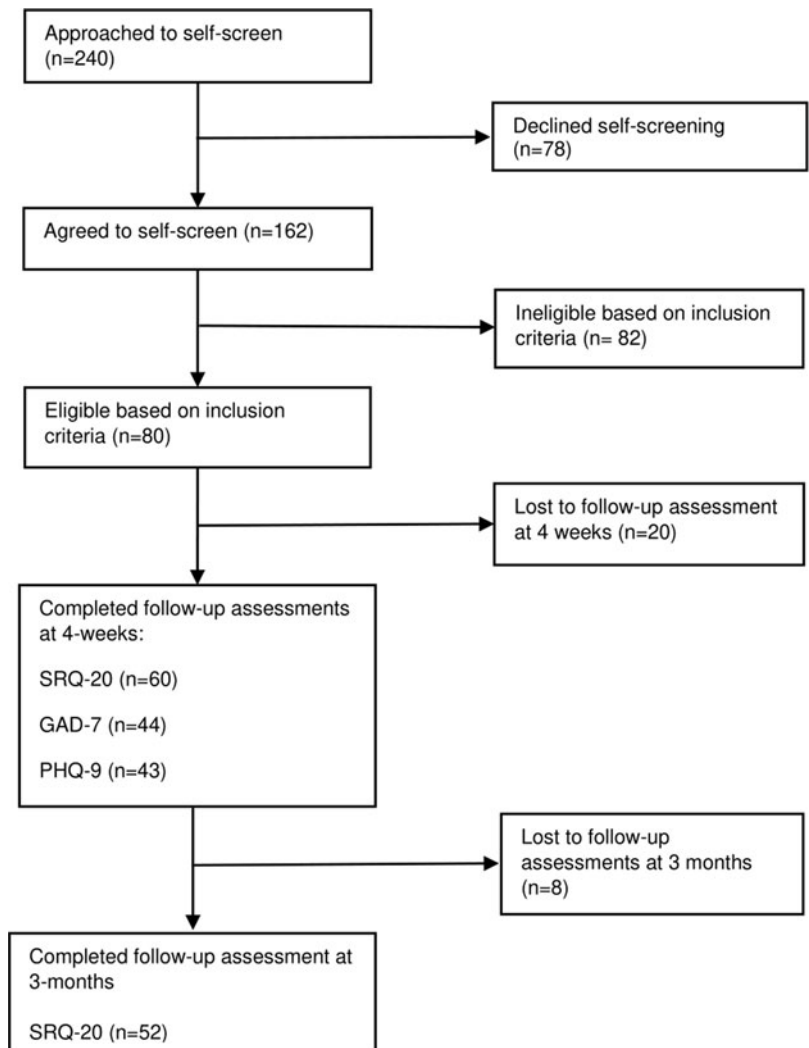 Approached to self-screen
(n=240)
Declined self-screening
(n=78)
Agreed to self-screen (n=162)
Ineligible based on inclusion
criteria (n= 82)
Eligible based on inclusion
criteria (n=80)
Lost to follow-up assessment
at 4 weeks (n=20)
Completed follow-up assessments
at 4-weeks:
SRQ-20 (n=60)
GAD-7 (n=44)
PHQ-9 (n=43)
Lost to follow-up
assessments at 3 months
(n=8)
Completed follow-up assessment at
3-months
SRQ-20 (n=52)